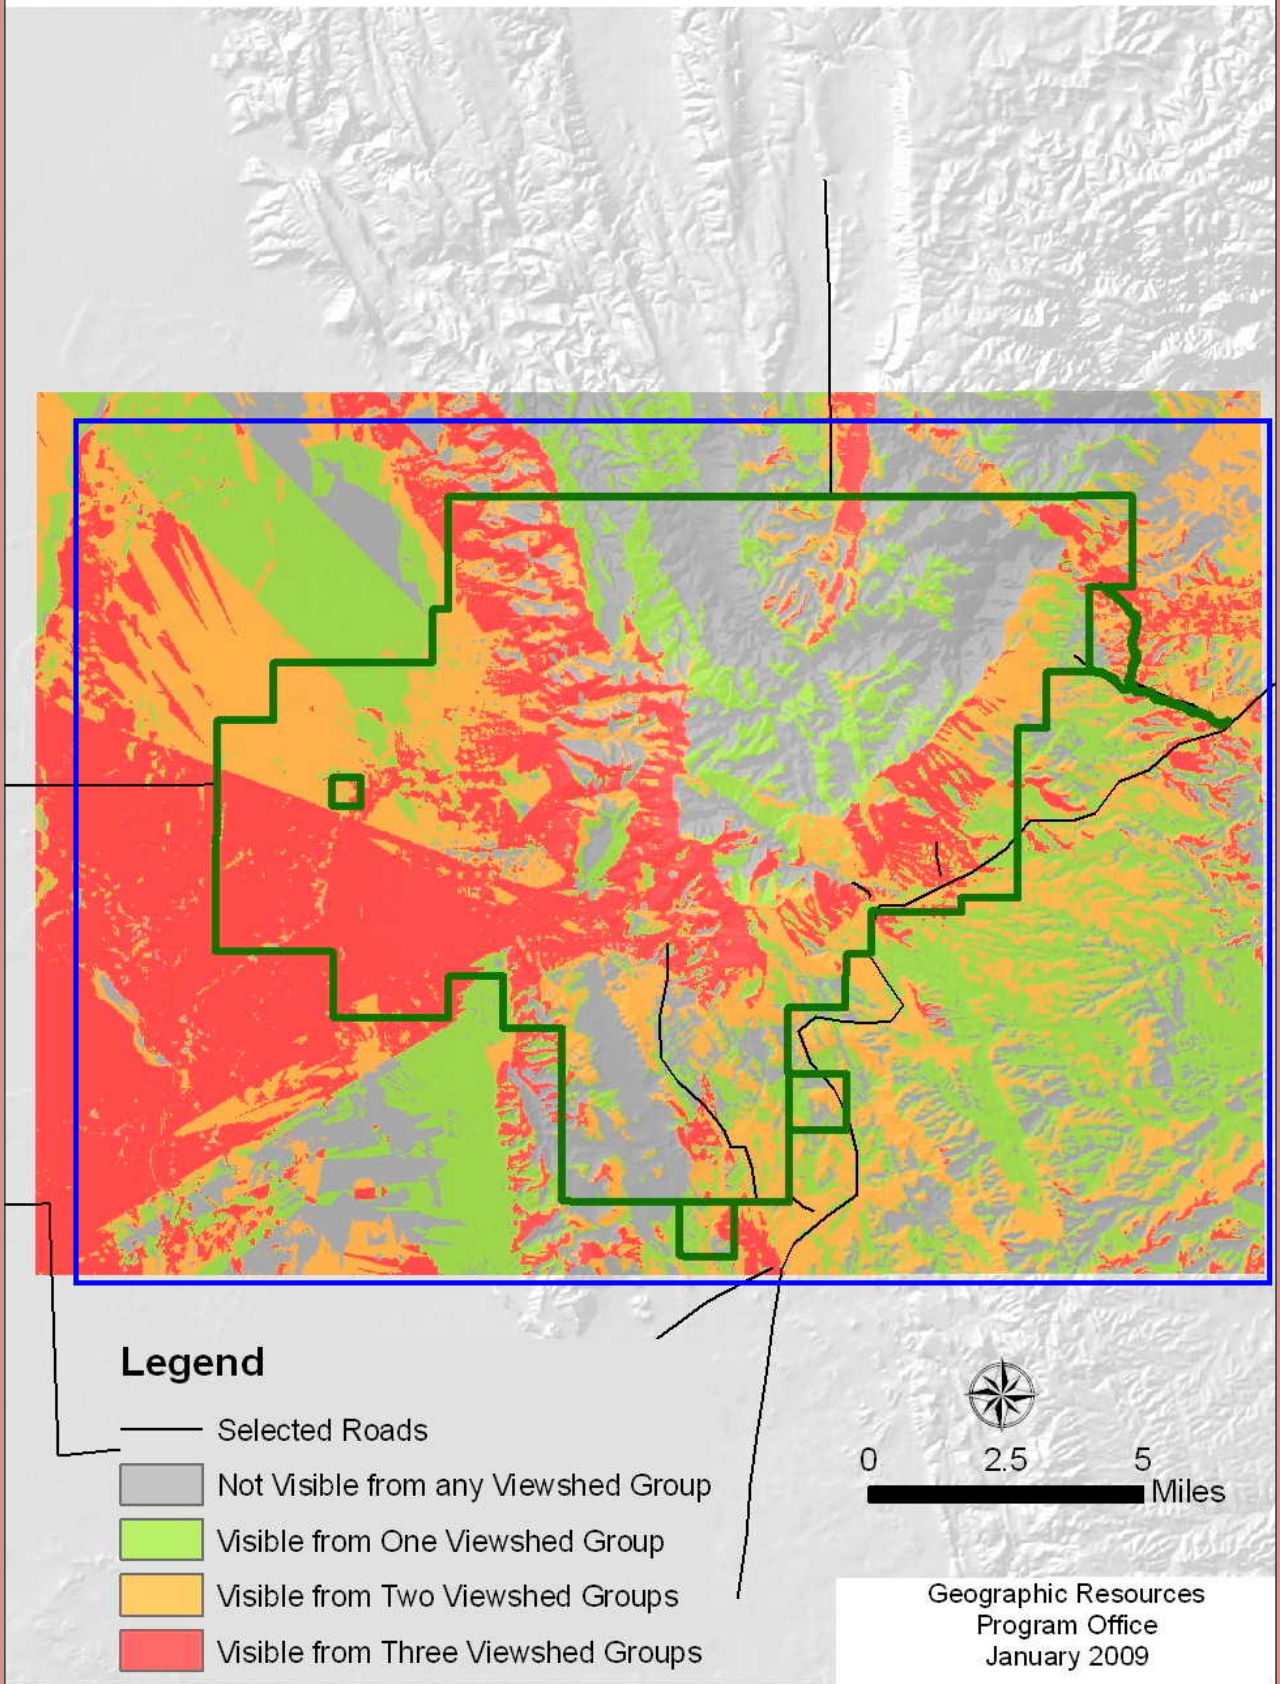 Legend
Selected Roads
Not Visible from any Viewshed Group
Visible from One Viewshed Group
Visible from Two Viewshed Groups
Visible from Three Viewshed Groups
0 2.5 5
Miles
Geographic Resources
Program Office
January 2009